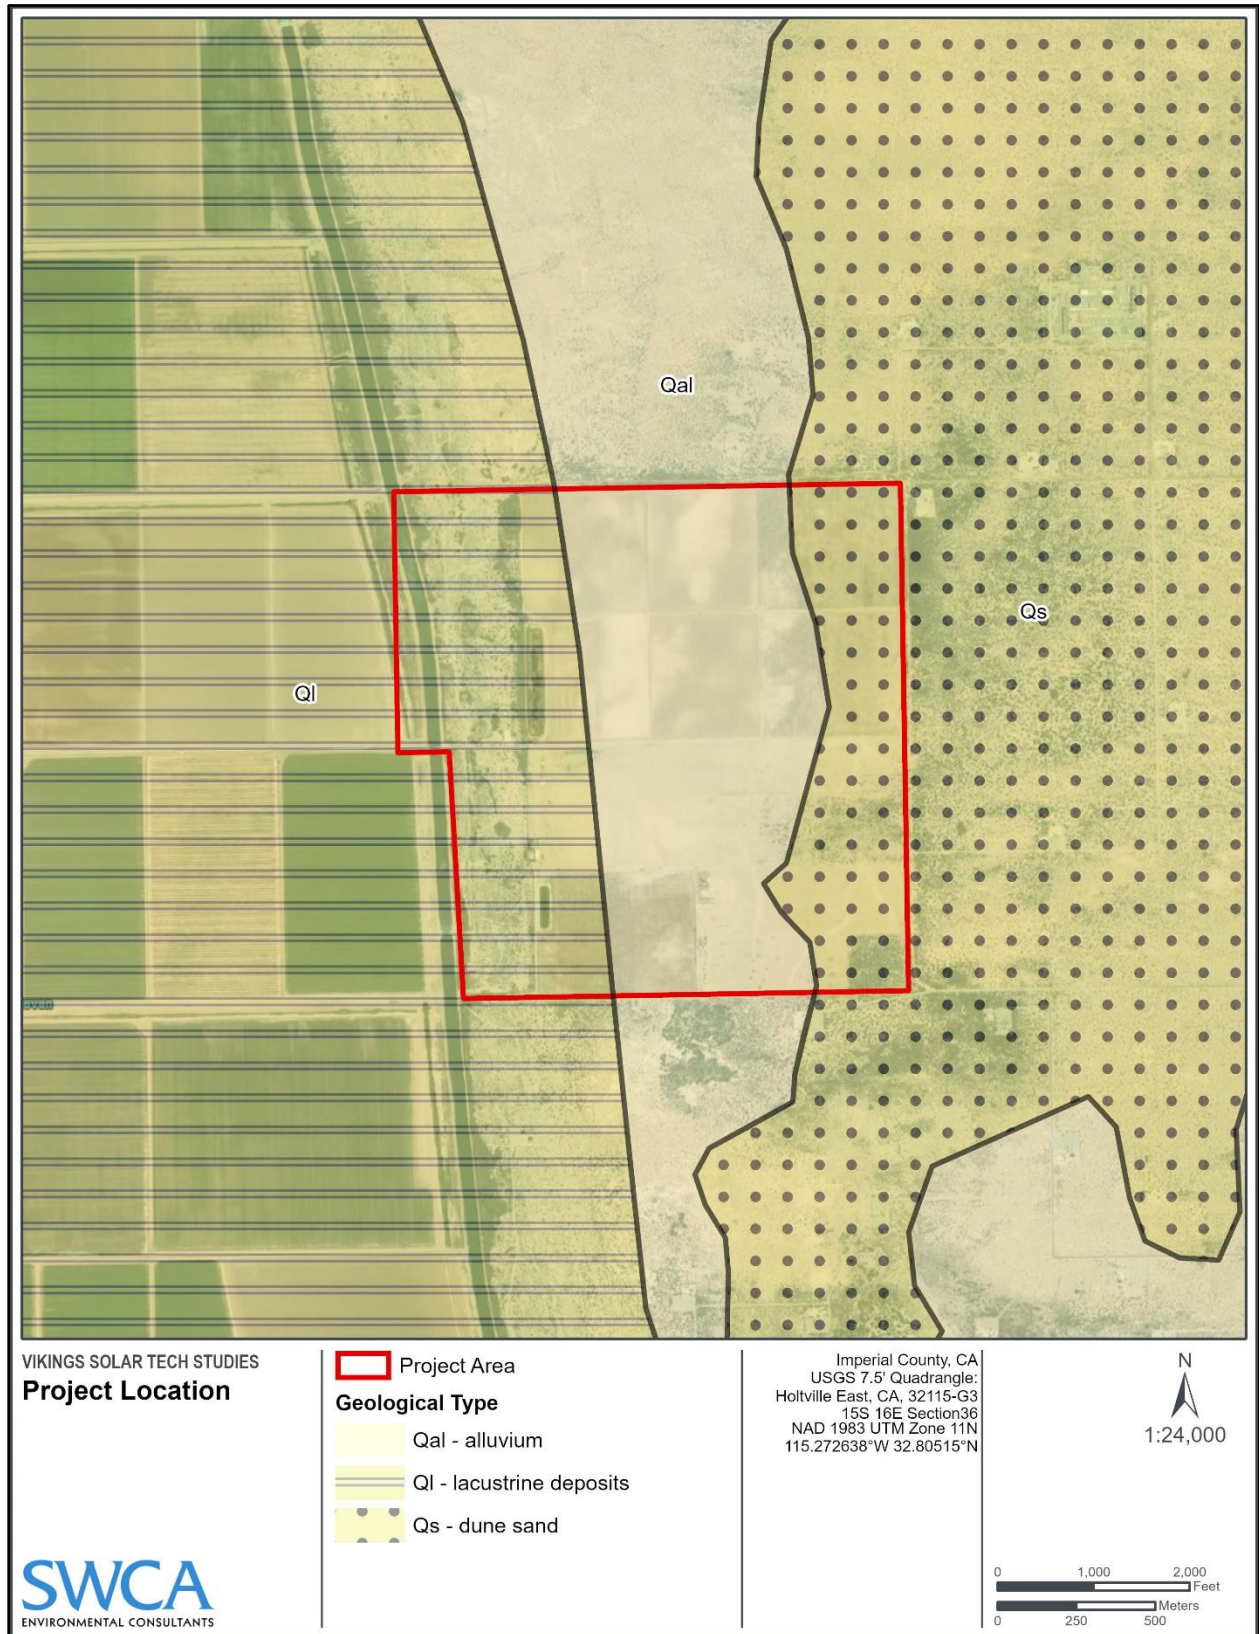 Qal
Qs
Ql
VIKINGS SOLAR TECH STUDIES
Project Location
Project Area
Geological Type
Qal - alluvium
Ql - lacustrine deposits
Qs - dune sand
Imperial County, CA
USGS 7.5' Quadrangle:
Holtville East, CA, 32115-G3
15S 16E Section36
NAD 1983 UTM Zone 11N
115.272638°W 32.80515°N
N
1:24,000
0 1,000 2,000
Feet
Meters
0 250 500
SWCA
ENVIRONMENTAL CONSULTANTS